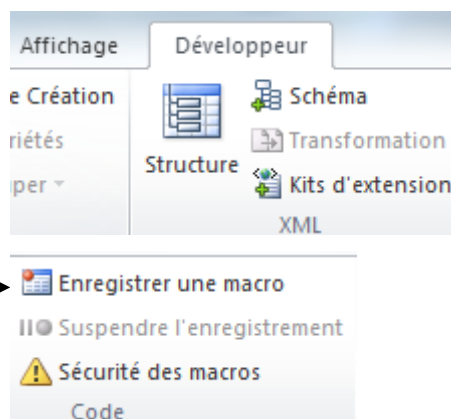 Affichage Développeur
e Création Schéma
riétés Transformation
Structure
per Kits d'extension
XML
Enregistrer une macro
Suspendre l'enregistrement
Sécurité des macros
Code